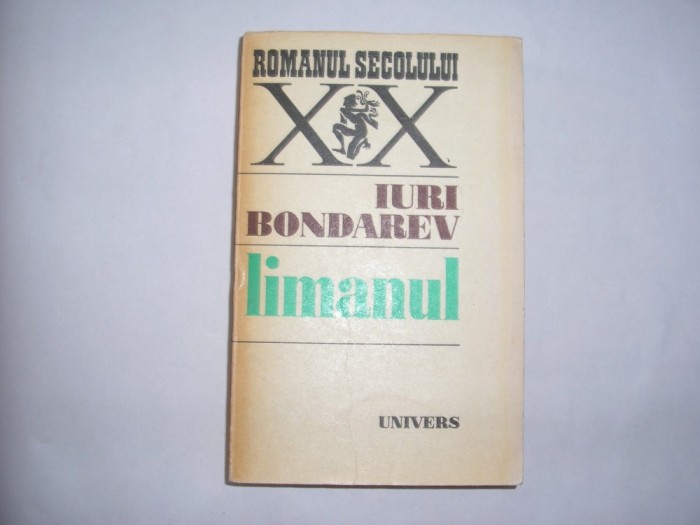 ROMANUL SECOLULUI
XX
IURI
BONDAREV
limanul
UNIVERS